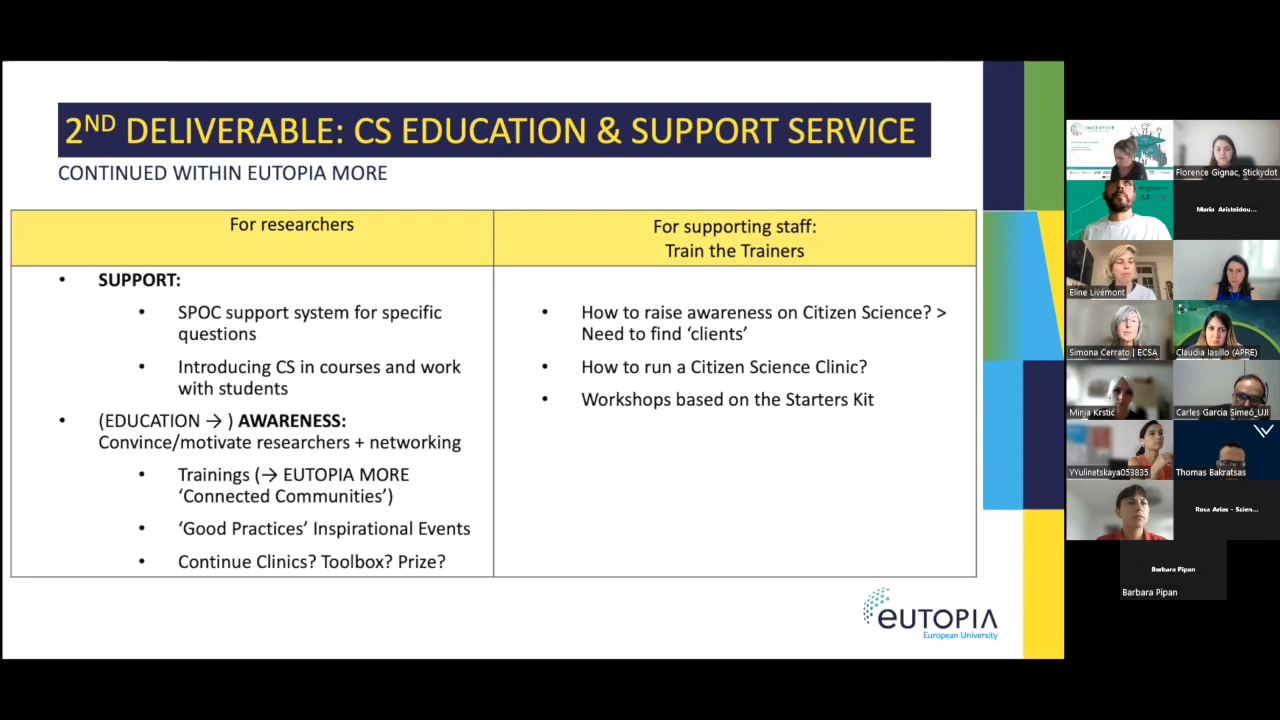 2ND DELIVERABLE: CS EDUCATION & SUPPORT SERVICE
CONTINUED WITHIN EUTOPIA MORE
For researchers
SUPPORT:
SPOC support system for specific
questions
Introducing CS in courses and work
with students
(EDUCATION → ) AWARENESS:
Convince/motivate researchers + networking
Trainings (→ EUTOPIA MORE
‘Connected Communities’)
‘Good Practices’ Inspirational Events
Continue Clinics? Toolbox? Prize?
For supporting staff:
Train the Trainers
How to raise awareness on Citizen Science? >
Need to find ‘clients’
How to run a Citizen Science Clinic?
Workshops based on the Starters Kit
eUTOPIA
European University
INCENTIVE
Florence Gignac, Stickydot
Maria Aristeidou...
Eline Livémont
Simona Cerrato | ECSA
Claudia Iasillo (APRE)
Minja Krstić
Carles Garcia Simeó_UJI
YYulinetskaya053835
Thomas Bakratsas
Rosa Arias - Scien...
Barbara Pipan
Barbara Pipan